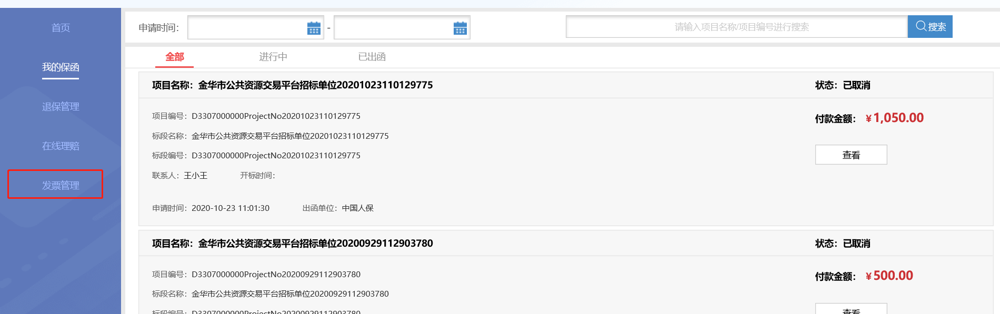 首页
我的保函
退保管理
在线理赔
发票管理
申请时间： - 请输入项目名称/项目编号进行搜索 搜索
全部 进行中 已出函
项目名称：金华市公共资源交易平台招标单位20201023110129775 状态：已取消
项目编号：D3307000000ProjectNo20201023110129775 付款金额：￥1,050.00
标段名称：金华市公共资源交易平台招标单位20201023110129775
标段编号：D3307000000ProjectNo20201023110129775 查看
联系人：王小王 开标时间：
申请时间：2020-10-23 11:01:30 出函单位：中国人保
项目名称：金华市公共资源交易平台招标单位20200929112903780 状态：已取消
项目编号：D3307000000ProjectNo20200929112903780 付款金额：￥500.00
标段名称：金华市公共资源交易平台招标单位20200929112903780
标段编号：D3307000000ProjectNo20200929112903780 查看